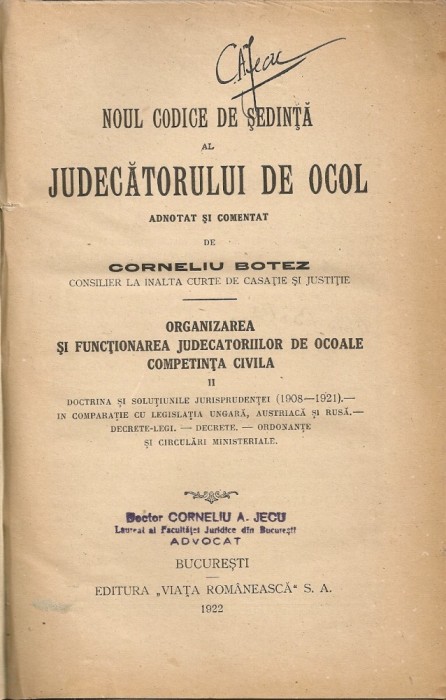 C.A.Jecu
NOUL CODICE DE ȘEDINȚĂ
AL
JUDECĂTORULUI DE OCOL
ADNOTAT ȘI COMENTAT
DE
CORNELIU BOTEZ
CONSILIER LA INALTA CURTE DE CASAȚIE ȘI JUSTIȚIE
ORGANIZAREA
ȘI FUNCȚIONAREA JUDECATORIILOR DE OCOALE
COMPETINȚA CIVILA
II
DOCTRINA ȘI SOLUȚIUNILE JURISPRUDENȚEI (1908—1921).—
IN COMPARAȚIE CU LEGISLAȚIA UNGARĂ, AUSTRIACĂ ȘI RUSĂ.—
DECRETE-LEGI. — DECRETE. — ORDONANȚE
ȘI CIRCULĂRI MINISTERIALE.
Doctor CORNELIU A. JECU
Laureat al Facultăței Juridice din București
ADVOCAT
BUCUREȘTI
EDITURA „VIAȚA ROMÂNEASCĂ" S. A.
1922